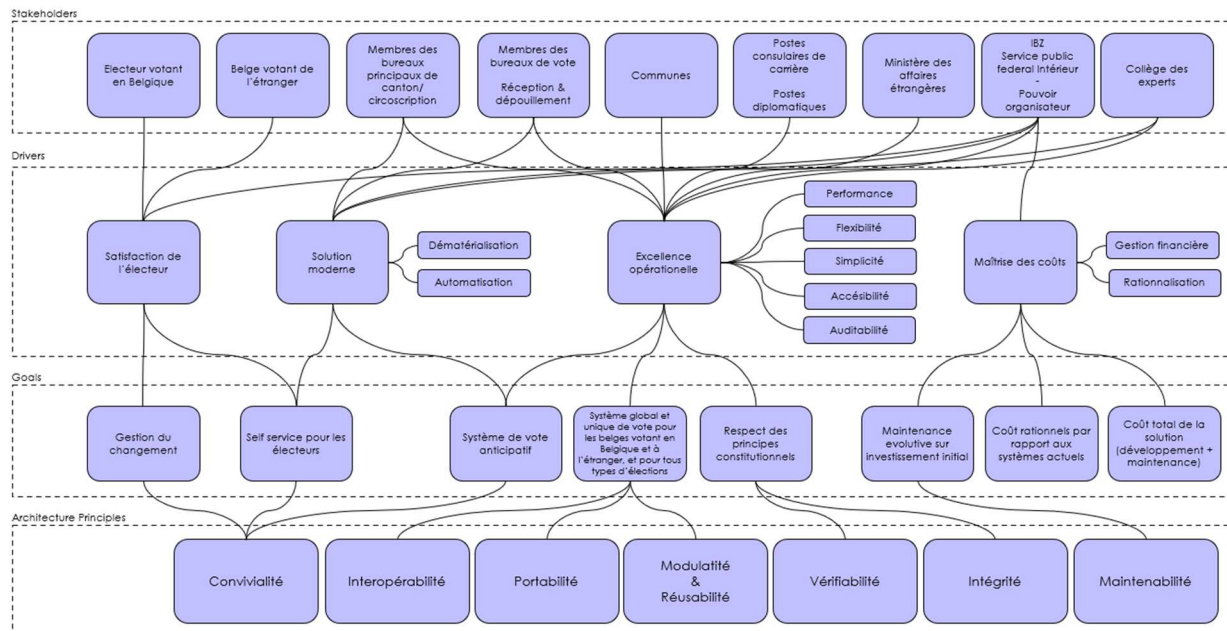 Stakeholders
Electeur votant
en Belgique
Belge votant de
l'étranger
Membres des
bureaux
principaux de
canton/
circoscription
Membres des
bureaux de vote
Réception &
dépouillement
Communes
Postes
consulaires de
carrière
Postes
diplomatiques
Ministère des
affaires
étrangères
IBZ
Service public
federal Intérieur
-
Pouvoir
organisateur
Collège des
experts
Drivers
Satisfaction de
l'électeur
Solution
moderne
Dématérialisation
Automatisation
Excellence
opérationelle
Performance
Flexibilité
Simplicité
Accésibilité
Auditabilité
Maîtrise des coûts
Gestion financière
Rationnalisation
Goals
Gestion du
changement
Self service pour les
électeurs
Système de vote
anticipatif
Système global et
unique de vote pour
les belges votant en
Belgique et à
l'étranger, et pour tous
types d'élections
Respect des
principes
constitutionnels
Maintenance
evolutive sur
investissement initial
Coût rationnels par
rapport aux
systèmes actuels
Coût total de la
solution
(développement +
maintenance)
Architecture Principles
Convivialité
Interopérabilité
Portabilité
Modulatité
&
Réusabilité
Vérifiabilité
Intégrité
Maintenabilité